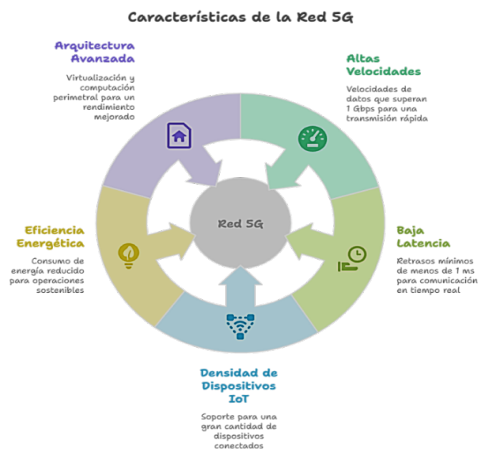 Características de la Red 5G
Arquitectura
Avanzada
Virtualización y
computación
perimetral para un
rendimiento
mejorado
Altas
Velocidades
Velocidades de
datos que superan
1 Gbps para una
transmisión rápida
Red 5G
Eficiencia
Energética
Consumo de
energía reducido
para operaciones
sostenibles
Baja
Latencia
Retrasos mínimos
de menos de 1 ms
para comunicación
en tiempo real
Densidad de
Dispositivos
IoT
Soporte para una
gran cantidad de
dispositivos
conectados